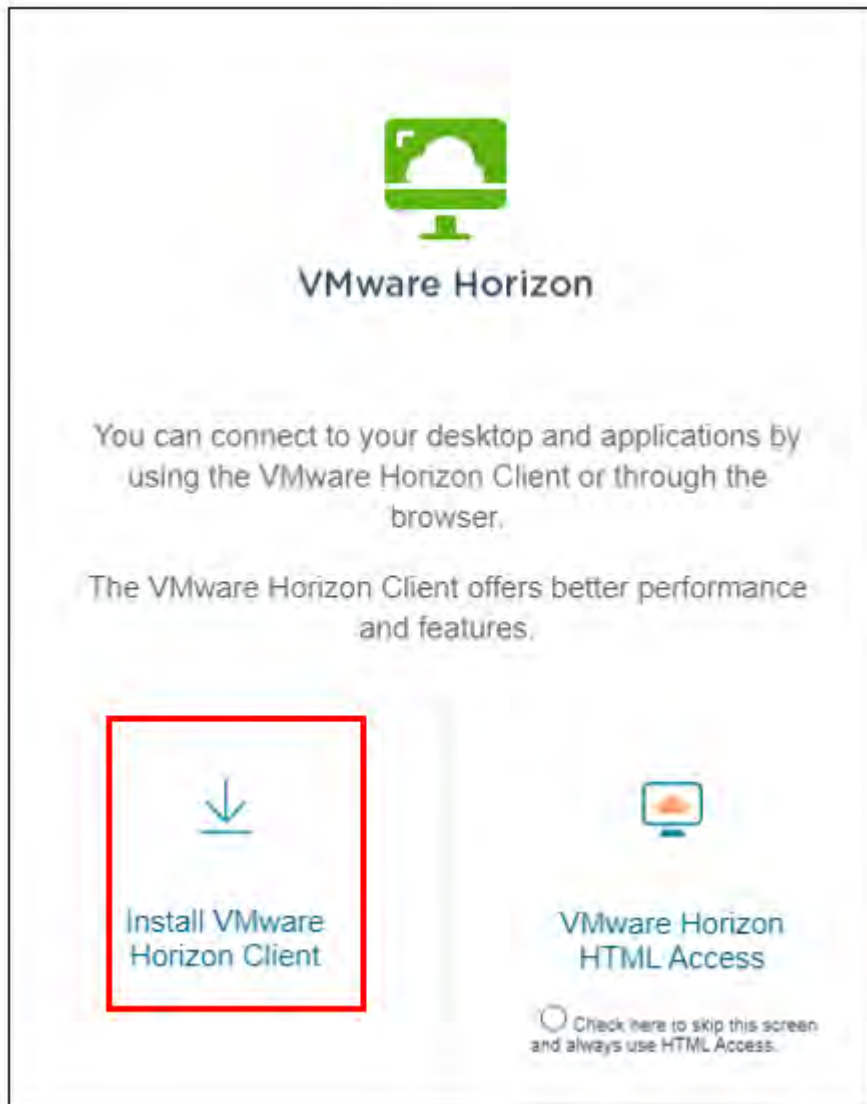 VMware Horizon
You can connect to your desktop and applications by
using the VMware Horizon Client or through the
browser.
The VMware Horizon Client offers better performance
and features.
Install VMware
Horizon Client
VMware Horizon
HTML Access
Check here to skip this screen
and always use HTML Access.